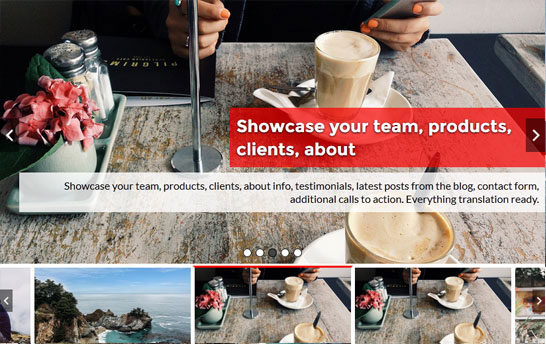 PILGRIM
Showcase your team, products,
clients, about
Showcase your team, products, clients, about info, testimonials, latest posts from the blog, contact form,
additional calls to action. Everything translation ready.